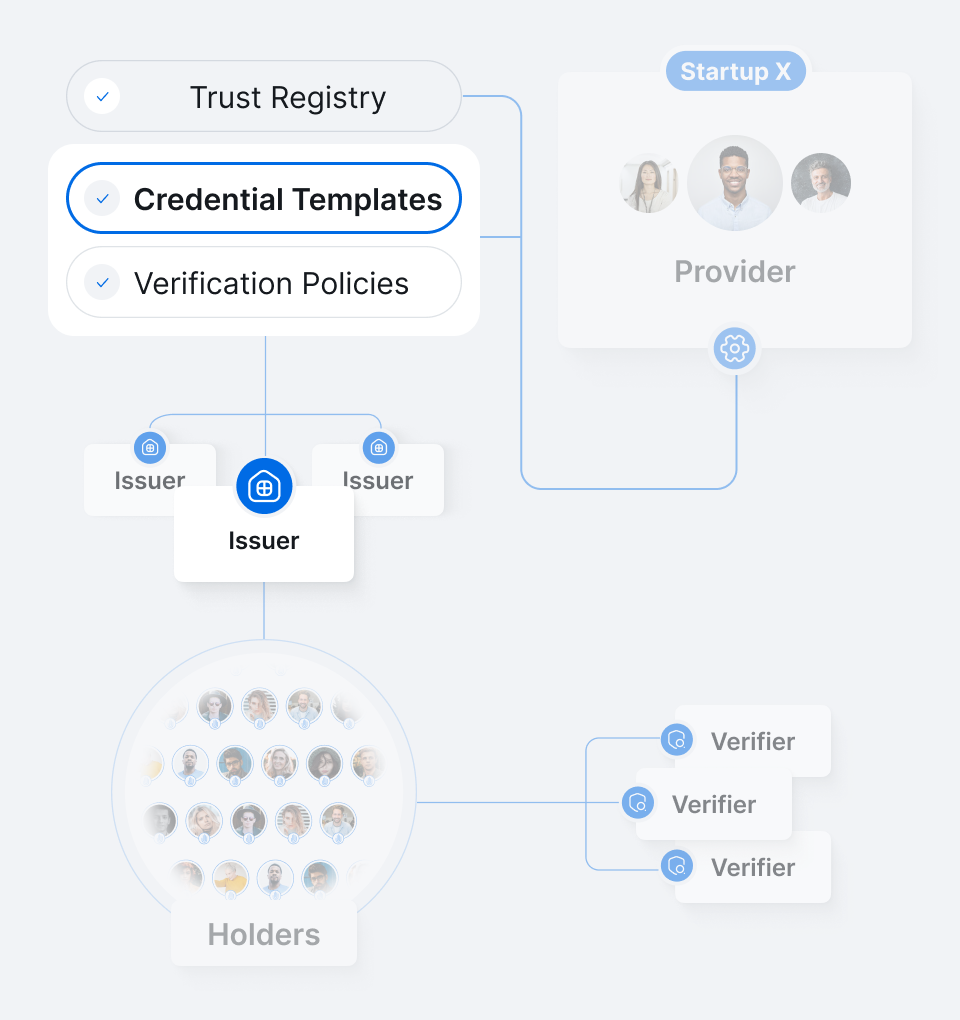 Startup X
Trust Registry
Credential Templates
Verification Policies
Provider
Issuer
Issuer
Issuer
Verifier
Verifier
Verifier
Holders